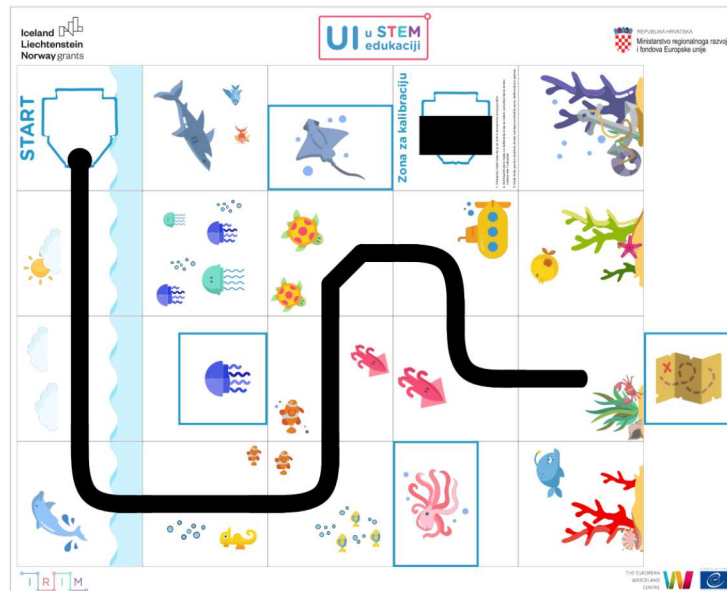 Iceland
Liechtenstein
Norway grants
UI u STEM
edukaciji
REPUBLIKA HRVATSKA
Ministarstvo regionalnoga razvoja
i fondova Europske unije
START
Zona za kalibraciju
IRIM
THE EUROPEAN
WERGELAND
CENTRE